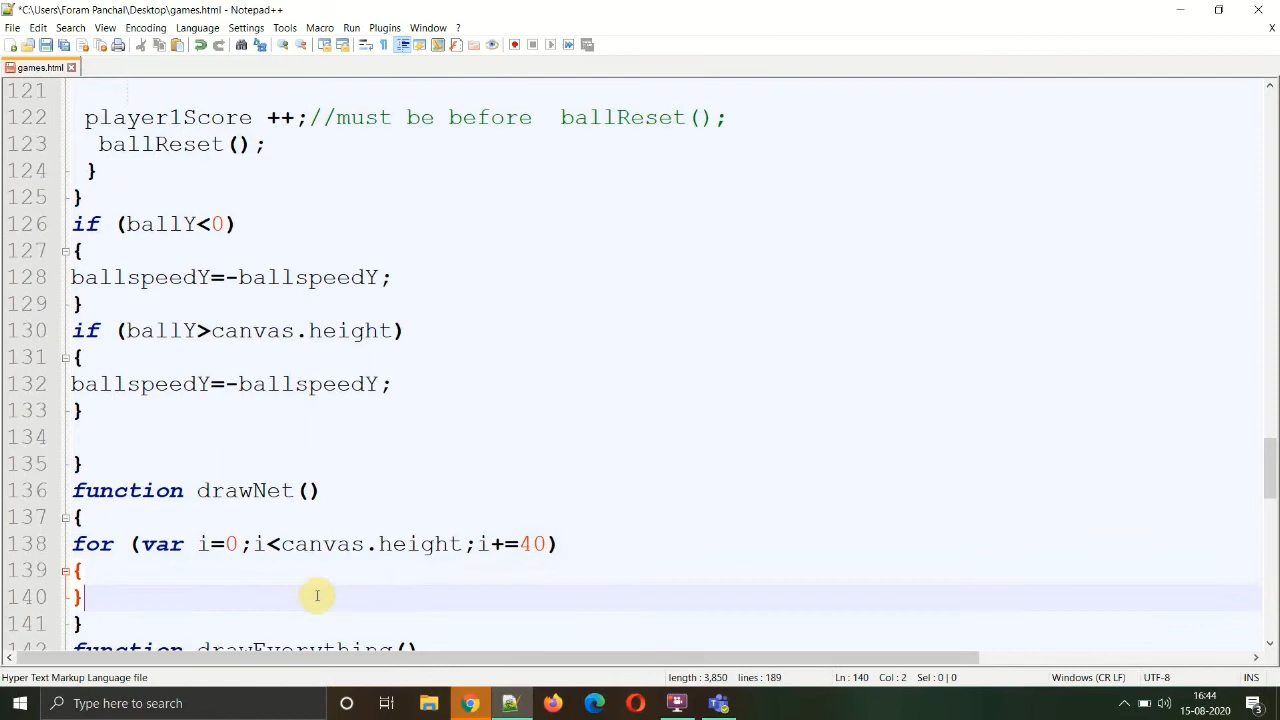 *C:\Users\Foram Panchal\Desktop\games.html - Notepad++
File Edit Search View Encoding Language Settings Tools Macro Run Plugins Window ?
X
games.html
121
122 player1Score ++;//must be before  ballReset();
123 ballReset();
124 }
125 }
126 if (ballY<0)
127 {
128 ballspeedY=-ballspeedY;
129 }
130 if (ballY>canvas.height)
131 {
132 ballspeedY=-ballspeedY;
133 }
134
135 }
136 function drawNet()
137 {
138 for (var i=0;i<canvas.height;i+=40)
139 {
140 }
141 }
142 function drawEverything()
Hyper Text Markup Language file length : 3,850 lines : 189 Ln : 140 Col : 2 Sel : 0 | 0 Windows (CR LF) UTF-8 INS
Type here to search
16:44
15-08-2020
3